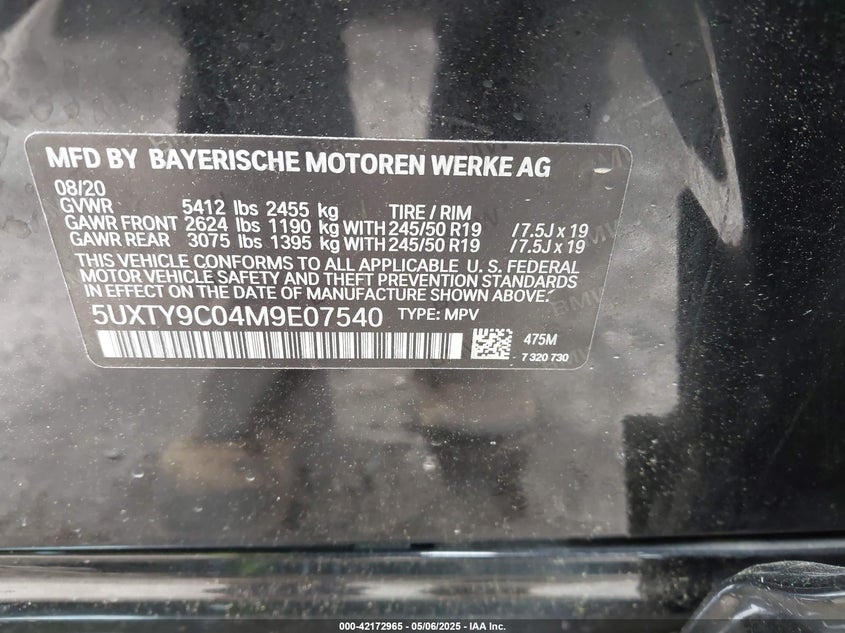 MFD BY BAYERISCHE MOTOREN WERKE AG
08/20
GVWR 5412 lbs 2455 kg TIRE / RIM
GAWR FRONT 2624 lbs 1190 kg WITH 245/50 R19 /7.5J x 19
GAWR REAR 3075 lbs 1395 kg WITH 245/50 R19 /7.5J x 19
THIS VEHICLE CONFORMS TO ALL APPLICABLE U. S. FEDERAL
MOTOR VEHICLE SAFETY AND THEFT PREVENTION STANDARDS
IN EFFECT ON THE DATE OF MANUFACTURE SHOWN ABOVE.
5UXTY9C04M9E07540 TYPE: MPV
475M
7 320 730
000-42172965 - 05/06/2025 - IAA Inc.